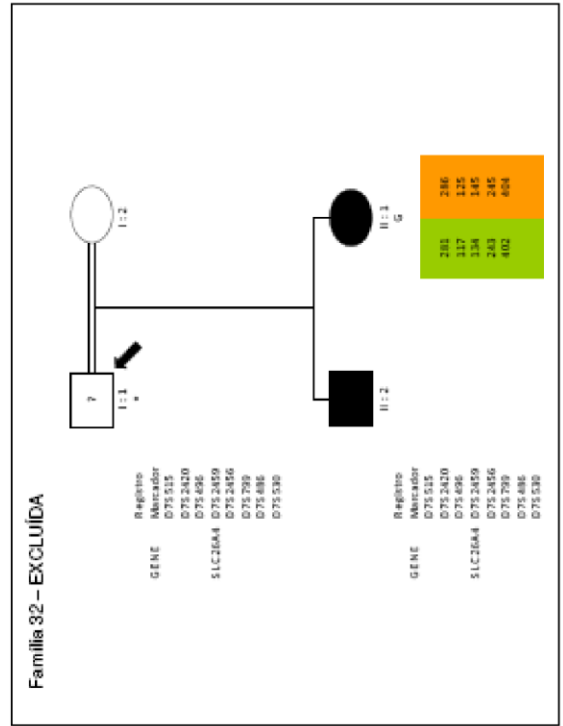 Família 32 – EXCLUÍDA
?
I : 1 I : 2
Registro *
GENE Marcador
D7S515
D7S2420
D7S496
SLC26A4 D7S2459
D7S2456
D7S799
D7S486
D7S530
II : 2 II : 1
Registro G
GENE Marcador
D7S515
D7S2420 281 286
D7S496 117 125
SLC26A4 D7S2459 134 145
D7S2456 243 245
D7S799 402 404
D7S486
D7S530